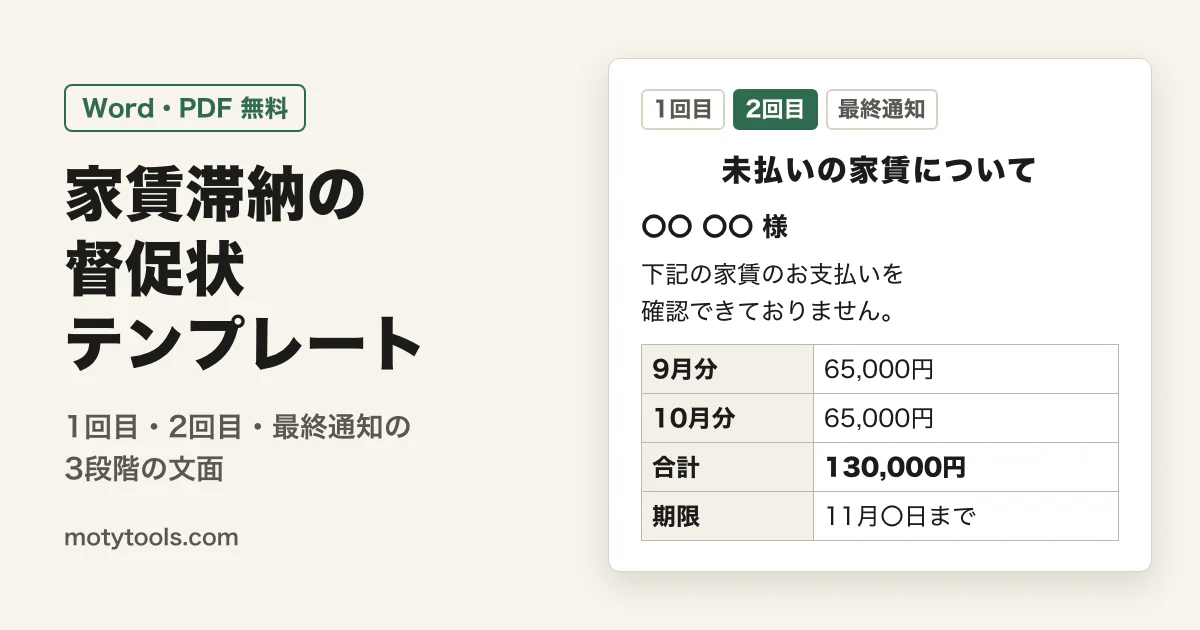 Word・PDF 無料
家賃滞納の
督促状
テンプレート
1回目・2回目・最終通知の
3段階の文面
motytools.com
1回目 2回目 最終通知
未払いの家賃について
〇〇 〇〇 様
下記の家賃のお支払いを
確認できておりません。
9月分 65,000円
10月分 65,000円
合計 130,000円
期限 11月〇日まで